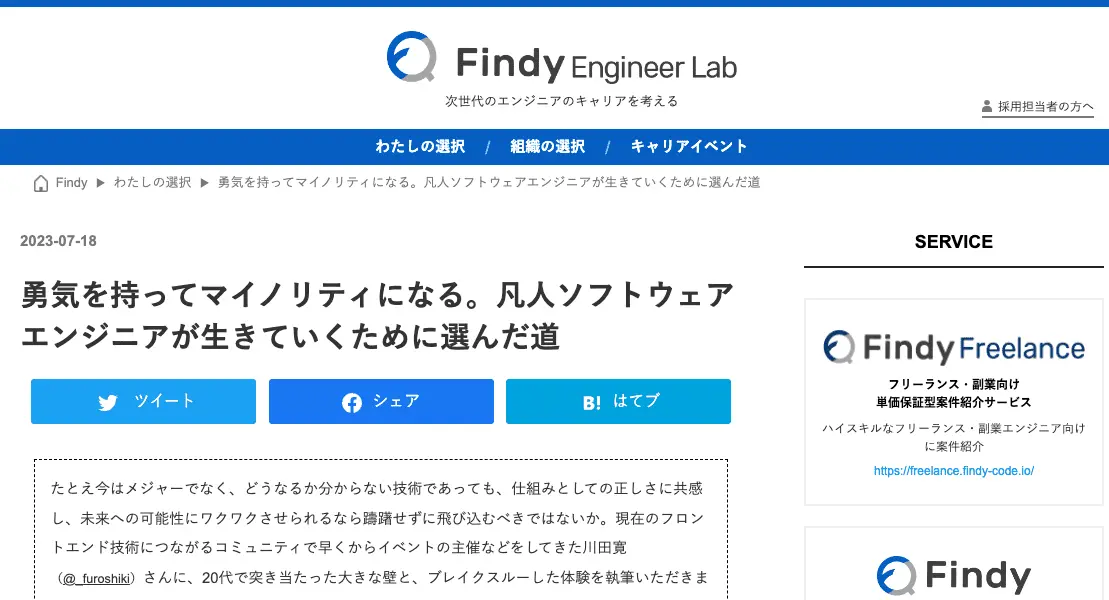 Findy Engineer Lab
次世代のエンジニアのキャリアを考える
採用担当者の方へ
わたしの選択 / 組織の選択 / キャリアイベント
Findy ▶ わたしの選択 ▶ 勇気を持ってマイノリティになる。凡人ソフトウェアエンジニアが生きていくために選んだ道
2023-07-18
勇気を持ってマイノリティになる。凡人ソフトウェア
エンジニアが生きていくために選んだ道
ツイート
シェア
B! はてブ
たとえ今はメジャーでなく、どうなるか分からない技術であっても、仕組みとしての正しさに共感
し、未来への可能性にワクワクさせられるなら躊躇せずに飛び込むべきではないか。現在のフロン
トエンド技術につながるコミュニティで早くからイベントの主催などをしてきた川田寛
（@_furoshiki）さんに、20代で突き当たった大きな壁と、ブレイクスルーした体験を執筆いただきま
SERVICE
Findy Freelance
フリーランス・副業向け
単価保証型案件紹介サービス
ハイスキルなフリーランス・副業エンジニア向け
に案件紹介
https://freelance.findy-code.io/
Findy